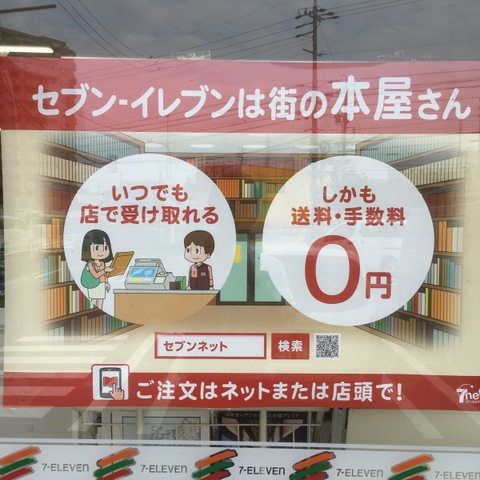 セブン-イレブンは街の本屋さん
いつでも
店で受け取れる
しかも
送料・手数料
0円
セブンネット
検索
ご注文はネットまたは店頭で!
7-ELEVEN
7-ELEVEN
7-ELEVEN
7-ELEVEN